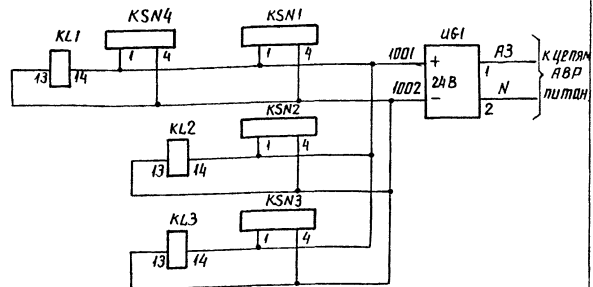 KSN4
KSN1
UG1
KL1
1 4
1 4
1001
+
А3
К ЦЕПЯМ
13 14
1
АВР
24В
1002
−
N
ПИТАН
2
KSN2
KL2
1 4
13 14
KSN3
KL3
1 4
13 14